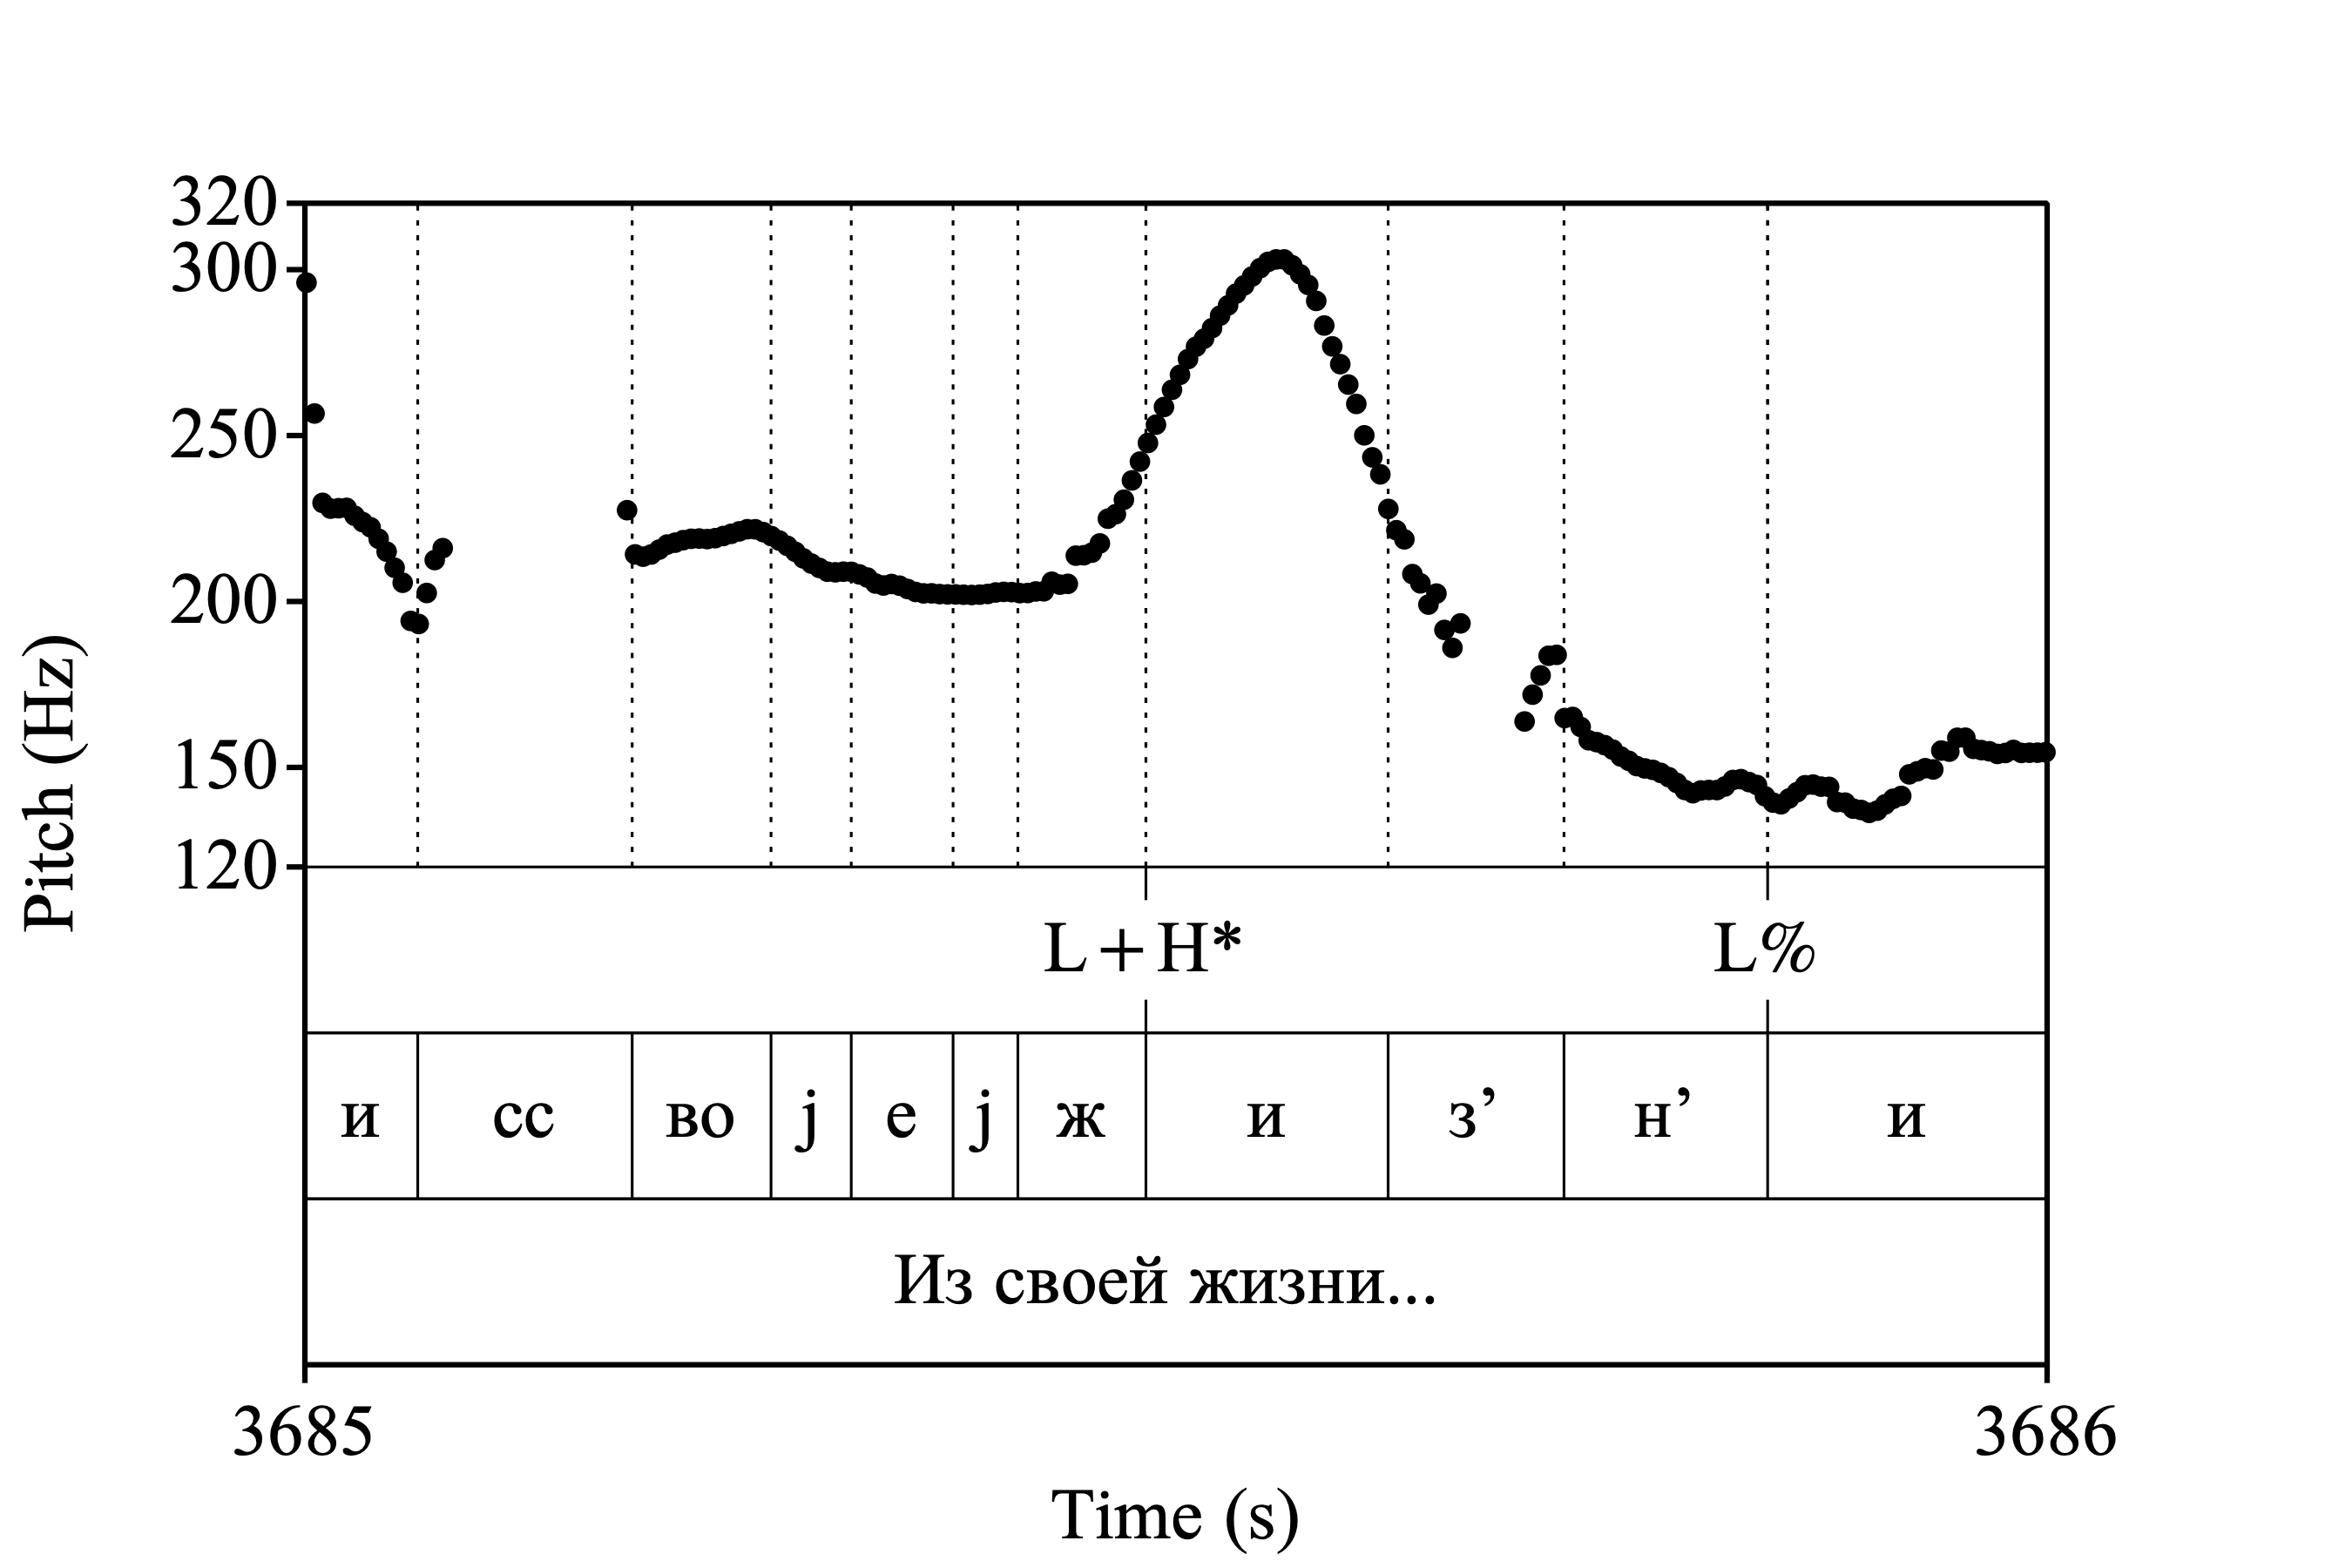 320
300
250
200
150
120
Pitch (Hz)
L+H* L%
и сс во j е j ж и з’ н’ и
Из своей жизни...
3685 3686
Time (s)